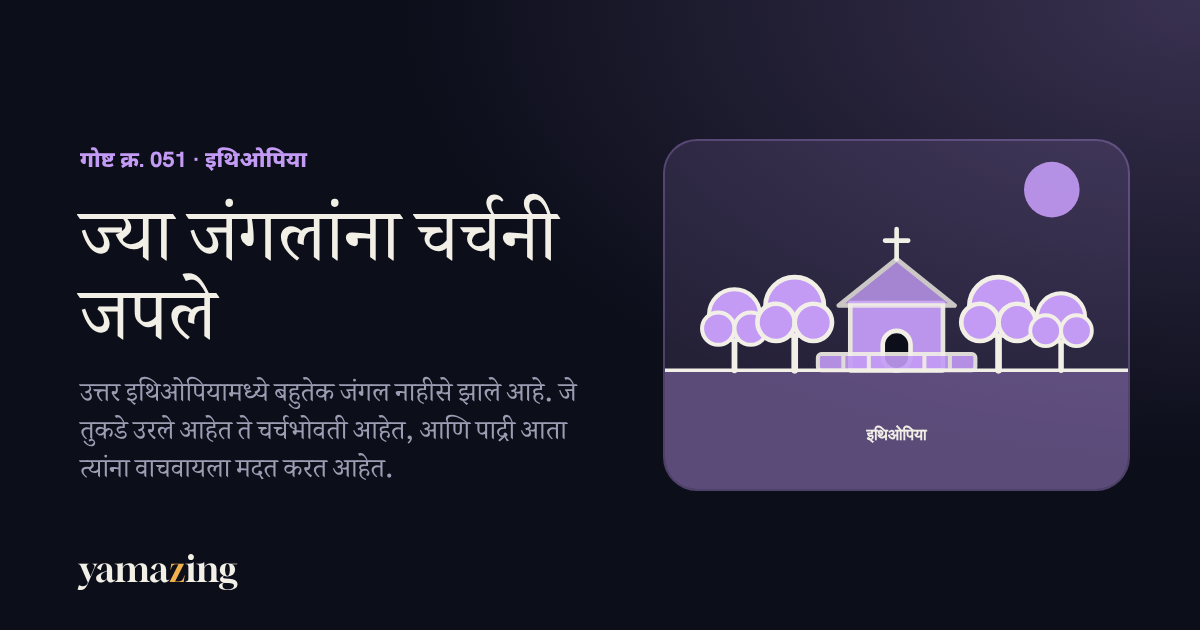 गोष्ट क्र. 051 · इथिओपिया
ज्या जंगलांना चर्चनी
जपले
उत्तर इथिओपियामध्ये बहुतेक जंगल नाहीसे झाले आहे. जे
तुकडे उरले आहेत ते चर्चभोवती आहेत, आणि पाद्री आता
त्यांना वाचवायला मदत करत आहेत.
इथिओपिया
yamazing